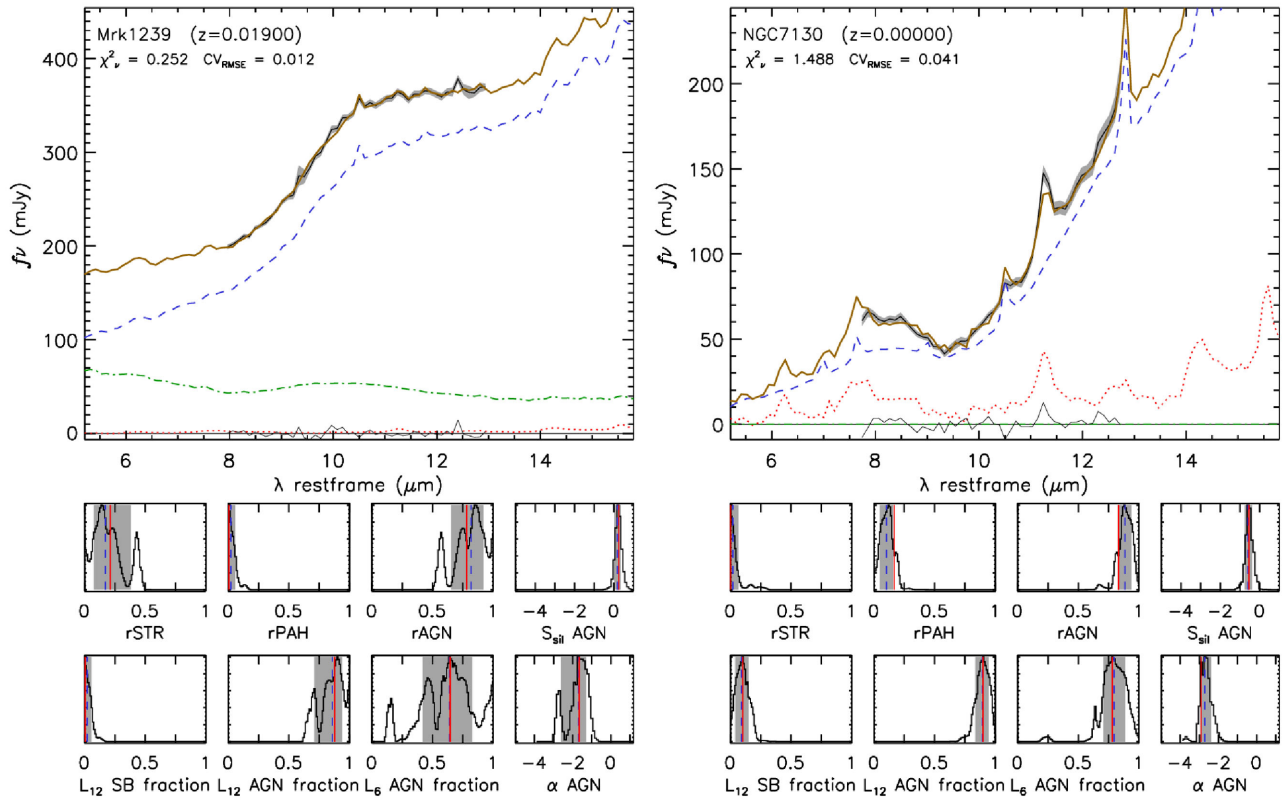 Mrk1239 (z=0.01900)
χ²ν = 0.252 CVRMSE = 0.012
400
300
200
100
0
fν (mJy)
6 8 10 12 14
λ restframe (μm)
NGC7130 (z=0.00000)
χ²ν = 1.488 CVRMSE = 0.041
200
150
100
50
0
fν (mJy)
6 8 10 12 14
λ restframe (μm)
0 0.5 1 0 0.5 1 0 0.5 1 -4 -2 0
rSTR rPAH rAGN Ssil AGN
0 0.5 1 0 0.5 1 0 0.5 1 -4 -2 0
L12 SB fraction L12 AGN fraction L6 AGN fraction α AGN
0 0.5 1 0 0.5 1 0 0.5 1 -4 -2 0
rSTR rPAH rAGN Ssil AGN
0 0.5 1 0 0.5 1 0 0.5 1 -4 -2 0
L12 SB fraction L12 AGN fraction L6 AGN fraction α AGN